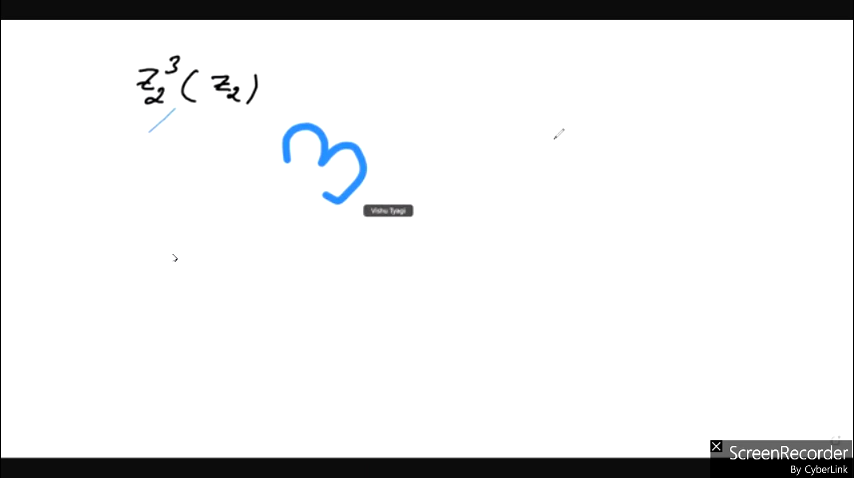 Z₂³(Z₂)
3
Vishu Tyagi
ScreenRecorder
By CyberLink